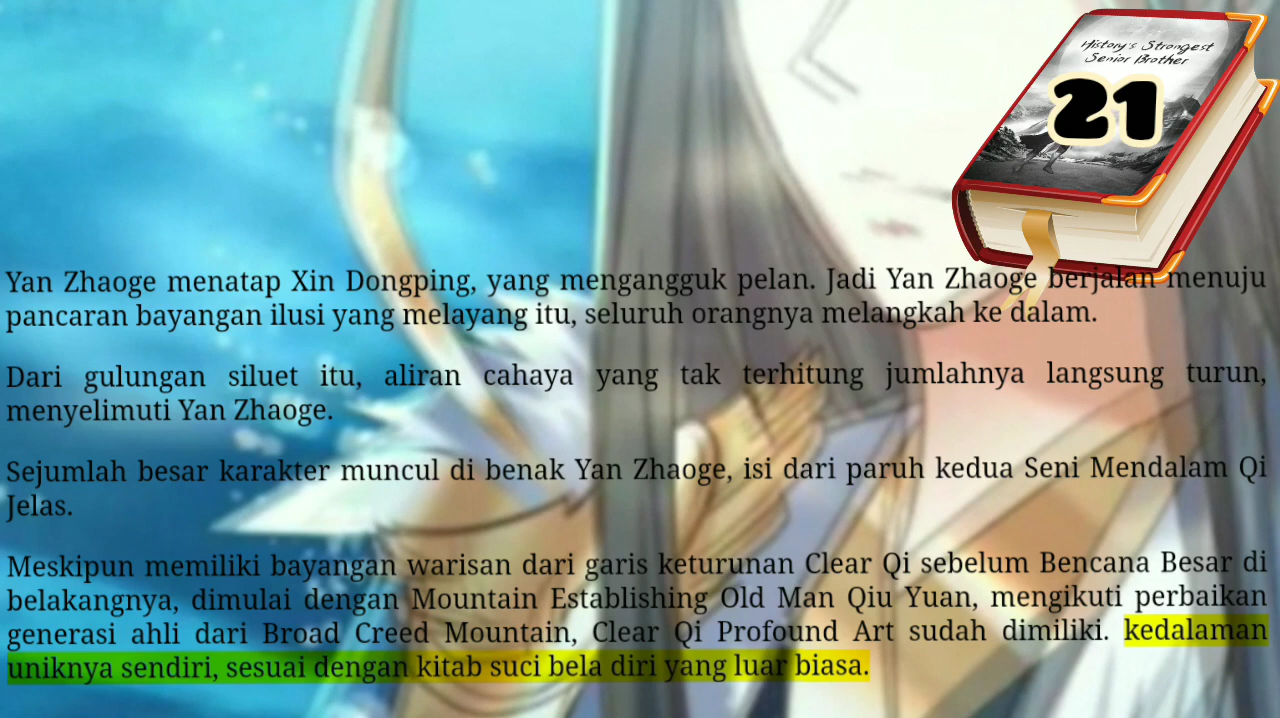 History's Strongest
Senior Brother
21
Yan Zhaoge menatap Xin Dongping, yang mengangguk pelan. Jadi Yan Zhaoge berjalan menuju
pancaran bayangan ilusi yang melayang itu, seluruh orangnya melangkah ke dalam.
Dari gulungan siluet itu, aliran cahaya yang tak terhitung jumlahnya langsung turun,
menyelimuti Yan Zhaoge.
Sejumlah besar karakter muncul di benak Yan Zhaoge, isi dari paruh kedua Seni Mendalam Qi
Jelas.
Meskipun memiliki bayangan warisan dari garis keturunan Clear Qi sebelum Bencana Besar di
belakangnya, dimulai dengan Mountain Establishing Old Man Qiu Yuan, mengikuti perbaikan
generasi ahli dari Broad Creed Mountain, Clear Qi Profound Art sudah dimiliki. kedalaman
uniknya sendiri, sesuai dengan kitab suci bela diri yang luar biasa.